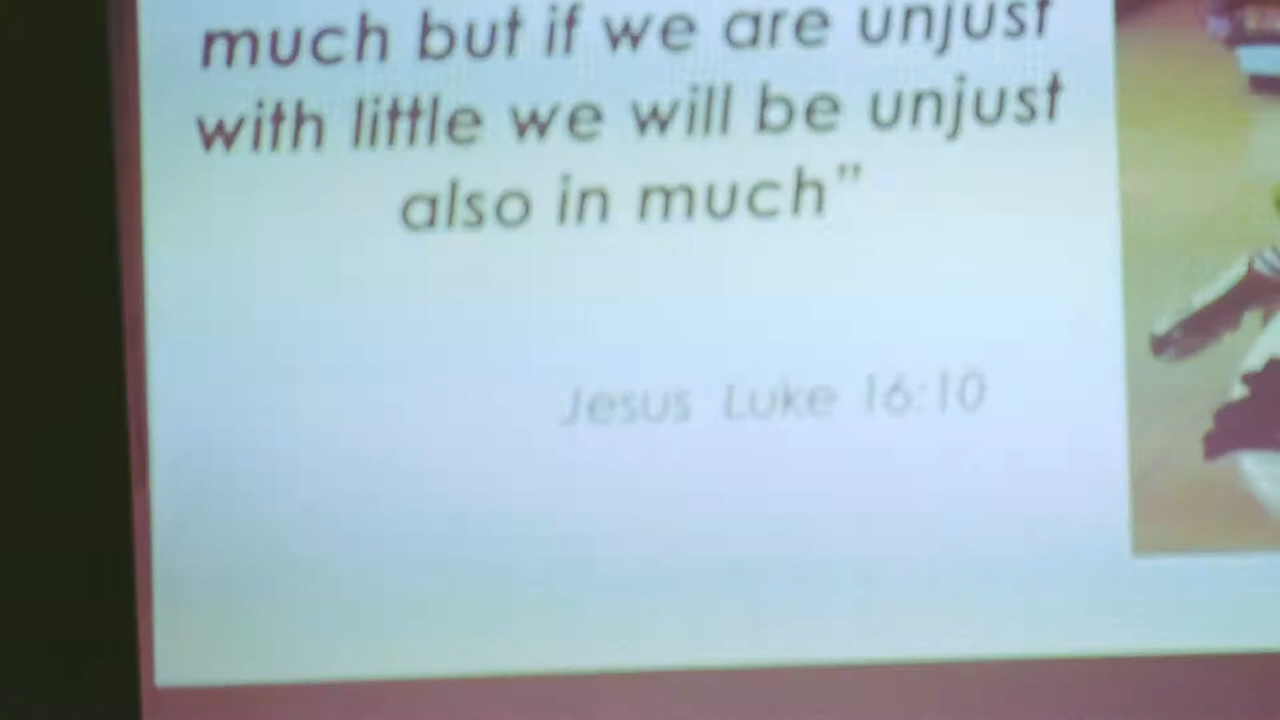 much but if we are unjust
with little we will be unjust
also in much”
Jesus Luke 16:10